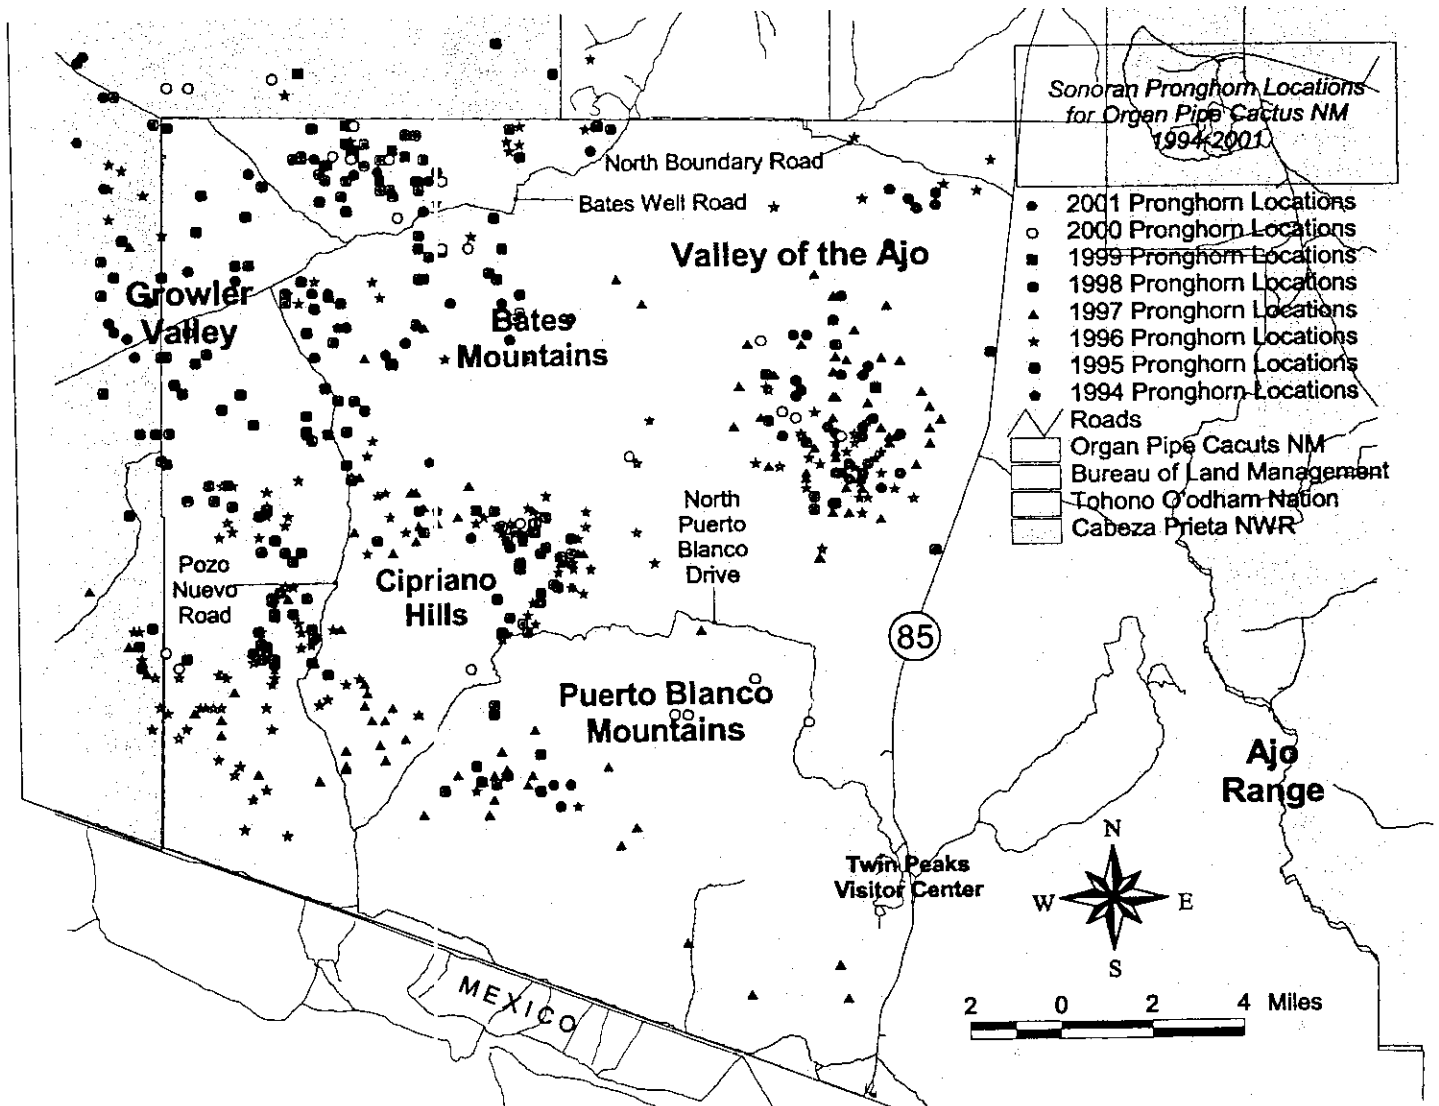 Sonoran Pronghorn Locations
for Organ Pipe Cactus NM
1994-2001
2001 Pronghorn Locations
2000 Pronghorn Locations
1999 Pronghorn Locations
1998 Pronghorn Locations
1997 Pronghorn Locations
1996 Pronghorn Locations
1995 Pronghorn Locations
1994 Pronghorn Locations
Roads
Organ Pipe Cacuts NM
Bureau of Land Management
Tohono O'odham Nation
Cabeza Prieta NWR
North Boundary Road
Bates Well Road
Valley of the Ajo
Growler
Valley
Bates
Mountains
North
Puerto
Blanco
Drive
Pozo
Nuevo
Road
Cipriano
Hills
85
Puerto Blanco
Mountains
Ajo
Range
Twin Peaks
Visitor Center
N
W
E
S
MEXICO
2 0 2 4 Miles